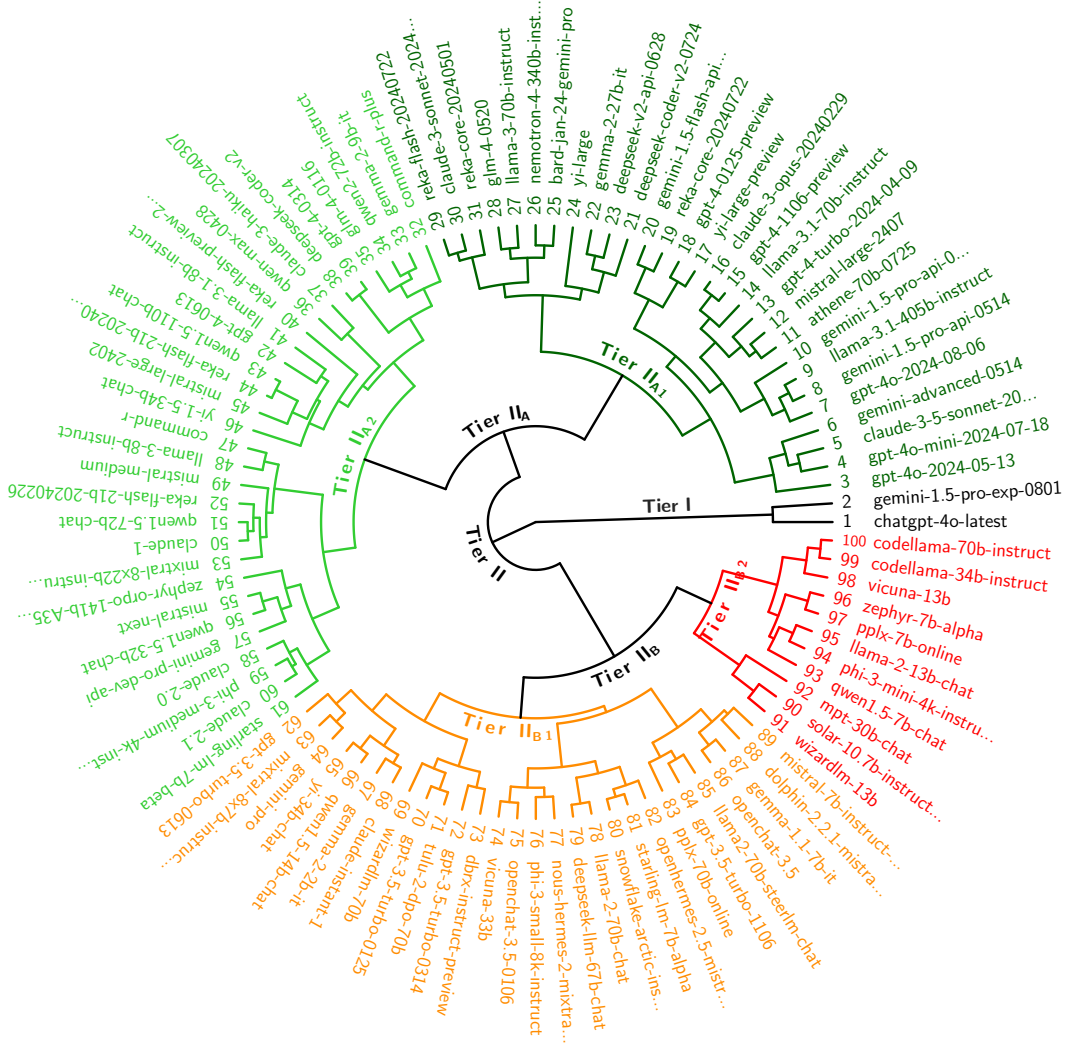 Tier I
Tier II
Tier IIA
Tier IIA1
Tier IIA2
Tier IIB
Tier IIB1
Tier IIB2
1 chatgpt-4o-latest
2 gemini-1.5-pro-exp-0801
3 gpt-4o-2024-05-13
4 gpt-4o-mini-2024-07-18
5 claude-3-5-sonnet-20...
6 gemini-advanced-0514
7 gpt-4o-2024-08-06
8 gemini-1.5-pro-api-0514
9 llama-3.1-405b-instruct
10 gemini-1.5-pro-api-0...
11 athene-70b-0725
12 mistral-large-2407
13 gpt-4-turbo-2024-04-09
14 llama-3.1-70b-instruct
15 gpt-4-1106-preview
16 claude-3-opus-20240229
17 yi-large-preview
18 gpt-4-0125-preview
19 reka-core-20240722
20 gemini-1.5-flash-api...
21 deepseek-coder-v2-0724
23 deepseek-v2-api-0628
22 gemma-2-27b-it
24 yi-large
25 bard-jan-24-gemini-pro
26 nemotron-4-340b-inst...
27 llama-3-70b-instruct
28 glm-4-0520
31 reka-core-20240501
30 claude-3-sonnet-2024...
29 reka-flash-20240722
32 command-r-plus
33 gemma-2-9b-it
34 qwen2-72b-instruct
35 glm-4-0116
39 gpt-4-0314
38 deepseek-coder-v2
37 claude-3-haiku-20240307
36 qwen-max-0428
40 reka-flash-preview-2...
41 llama-3.1-8b-instruct
42 gpt-4-0613
43 qwen1.5-110b-chat
44 reka-flash-21b-20240...
45 mistral-large-2402
46 yi-1.5-34b-chat
47 command-r
48 llama-3-8b-instruct
49 mistral-medium
52 reka-flash-21b-20240226
51 qwen1.5-72b-chat
50 claude-1
53 mixtral-8x22b-instru...
54 zephyr-orpo-141b-A35...
55 mistral-next
56 qwen1.5-32b-chat
57 gemini-pro-dev-api
58 claude-2.0
59 phi-3-medium-4k-inst...
60 claude-2.1
61 starling-lm-7b-beta
62 gpt-3.5-turbo-0613
63 mixtral-8x7b-instruc...
64 gemini-pro
65 yi-34b-chat
66 qwen1.5-14b-chat
67 gemma-2-2b-it
68 claude-instant-1
69 wizardlm-70b
70 gpt-3.5-turbo-0125
71 tulu-2-dpo-70b
72 gpt-3.5-turbo-0314
73 dbrx-instruct-preview
74 vicuna-33b
75 openchat-3.5-0106
76 phi-3-small-8k-instruct
77 nous-hermes-2-mixtra...
79 deepseek-llm-67b-chat
78 llama-2-70b-chat
80 snowflake-arctic-ins...
81 starling-lm-7b-alpha
82 openhermes-2.5-mistr...
83 pplx-70b-online
84 gpt-3.5-turbo-1106
85 llama2-70b-steerlm-chat
86 openchat-3.5
87 gemma-1.1-7b-it
88 dolphin-2.2.1-mistra...
89 mistral-7b-instruct-...
91 wizardlm-13b
90 solar-10.7b-instruct...
92 mpt-30b-chat
93 qwen1.5-7b-chat
94 phi-3-mini-4k-instru...
95 llama-2-13b-chat
97 pplx-7b-online
96 zephyr-7b-alpha
98 vicuna-13b
99 codellama-34b-instruct
100 codellama-70b-instruct